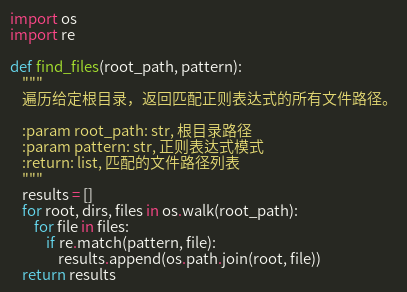 import os
import re

def find_files(root_path, pattern):
    """
    遍历给定根目录，返回匹配正则表达式的所有文件路径。

    :param root_path: str, 根目录路径
    :param pattern: str, 正则表达式模式
    :return: list, 匹配的文件路径列表
    """
    results = []
    for root, dirs, files in os.walk(root_path):
        for file in files:
            if re.match(pattern, file):
                results.append(os.path.join(root, file))
    return results